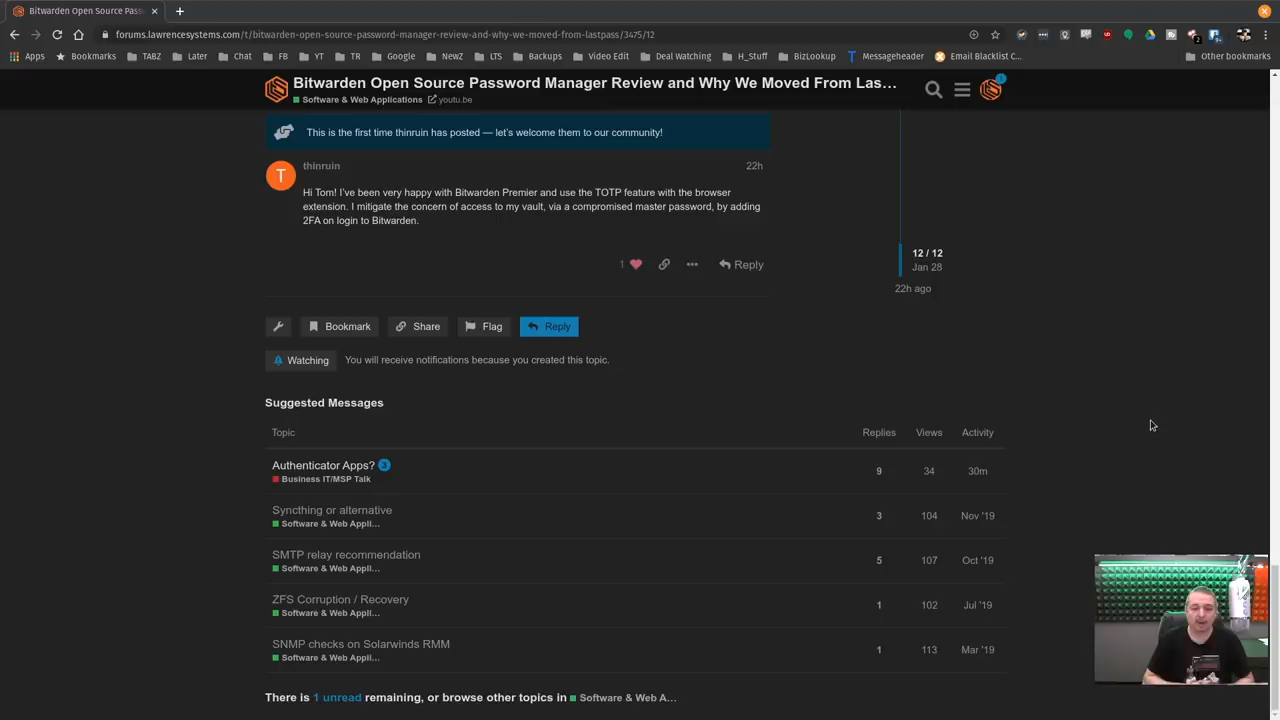 Bitwarden Open Source Pass
forums.lawrencesystems.com/t/bitwarden-open-source-password-manager-review-and-why-we-moved-from-lastpass/3475/12
Apps Bookmarks TABZ Later Chat FB YT TR Google NewZ LTS Backups Video Edit Deal Watching H_Stuff BizLookup Messageheader Email Blacklist C... Other bookmarks
Bitwarden Open Source Password Manager Review and Why We Moved From Las...
Software & Web Applications youtu.be
1
This is the first time thinruin has posted — let's welcome them to our community!
T
thinruin 22h
Hi Tom! I've been very happy with Bitwarden Premier and use the TOTP feature with the browser
extension. I mitigate the concern of access to my vault, via a compromised master password, by adding
2FA on login to Bitwarden.
12 / 12
Jan 28
1 Reply
22h ago
Bookmark Share Flag Reply
Watching You will receive notifications because you created this topic.
Suggested Messages
Topic Replies Views Activity
Authenticator Apps? 3 9 34 30m
Business IT/MSP Talk
Syncthing or alternative 3 104 Nov '19
Software & Web Appli...
SMTP relay recommendation 5 107 Oct '19
Software & Web Appli...
ZFS Corruption / Recovery 1 102 Jul '19
Software & Web Appli...
SNMP checks on Solarwinds RMM 1 113 Mar '19
Software & Web Appli...
There is 1 unread remaining, or browse other topics in Software & Web A...